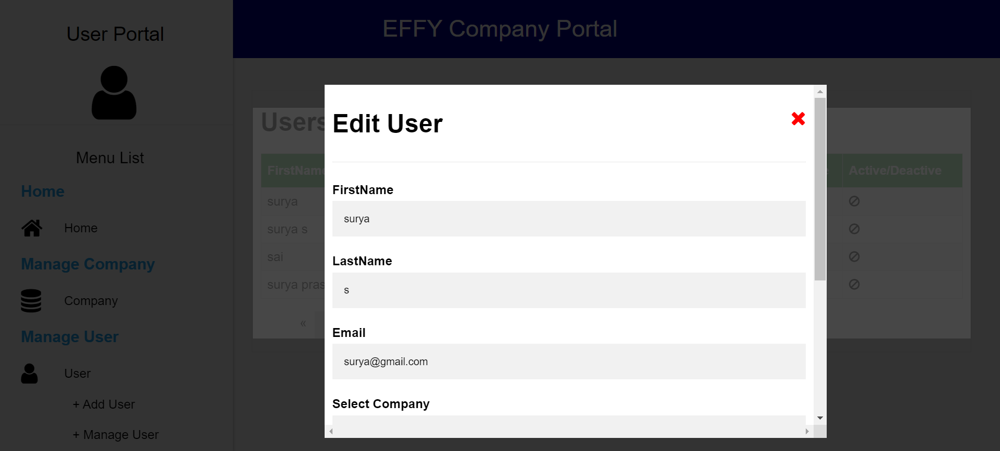 User Portal
EFFY Company Portal
Menu List
Home
Home
Manage Company
Company
Manage User
User
+ Add User
+ Manage User
Users
FirstName
Active/Deactive
surya
surya s
sai
surya pras
«
Edit User
FirstName
surya
LastName
s
Email
surya@gmail.com
Select Company